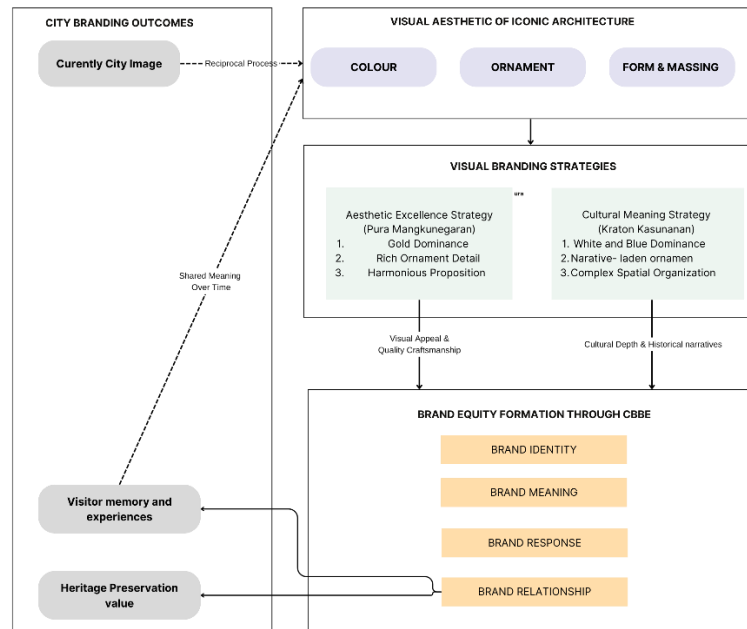 CITY BRANDING OUTCOMES
Curently City Image
Reciprocal Process
Shared Meaning
Over Time
Visitor memory and
experiences
Heritage Preservation
value
VISUAL AESTHETIC OF ICONIC ARCHITECTURE
COLOUR
ORNAMENT
FORM & MASSING
VISUAL BRANDING STRATEGIES
Aesthetic Excellence Strategy
(Pura Mangkunegaran)
1. Gold Dominance
2. Rich Ornament Detail
3. Harmonious Proposition
Cultural Meaning Strategy
(Kraton Kasunanan)
1. White and Blue Dominance
2.Narative- laden ornamen
3.Complex Spatial Organization
Visual Appeal &
Quality Craftsmanship
Cultural Depth & Historical narratives
BRAND EQUITY FORMATION THROUGH CBBE
BRAND IDENTITY
BRAND MEANING
BRAND RESPONSE
BRAND RELATIONSHIP